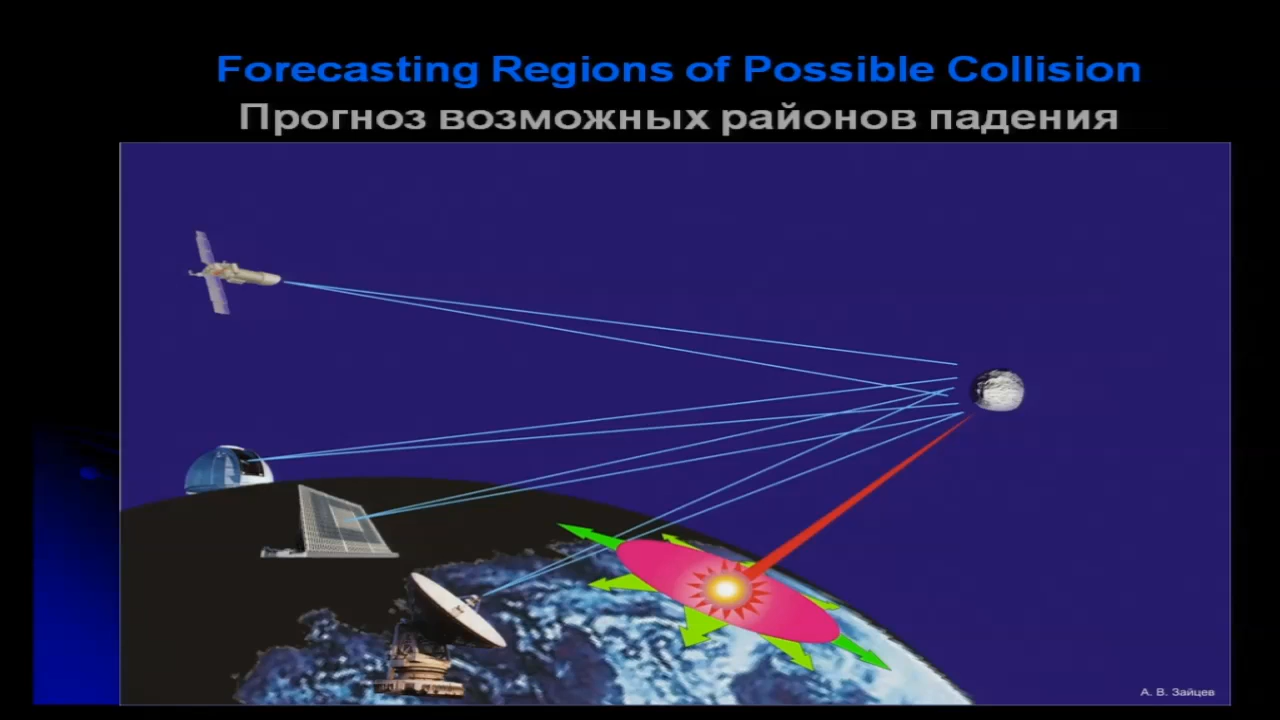 Forecasting Regions of Possible Collision
Прогноз возможных районов падения
А. В. Зайцев